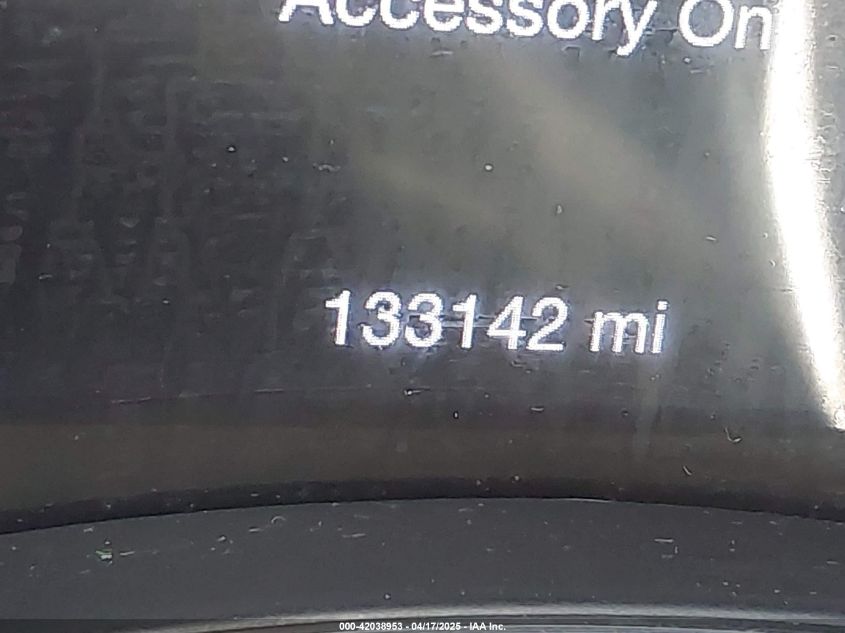 Accessory On
133142 mi
000-42038953 - 04/17/2025 - IAA Inc.